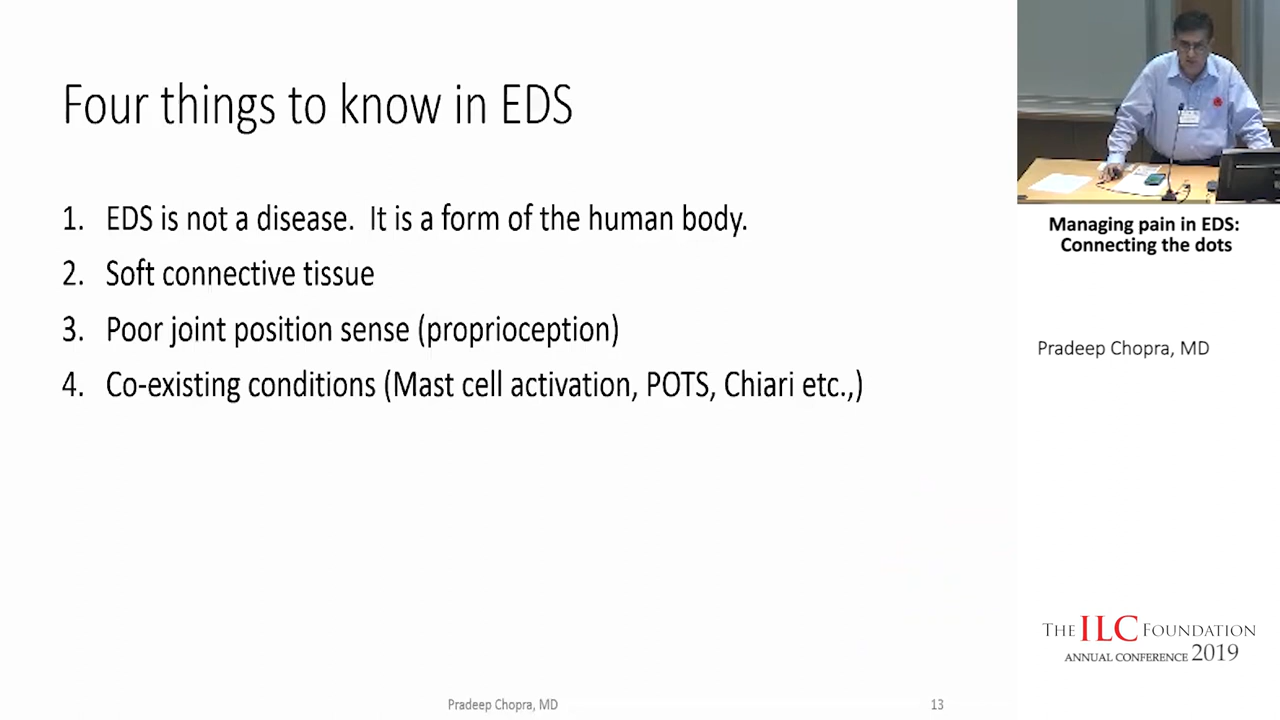 Four things to know in EDS
1. EDS is not a disease.  It is a form of the human body.
2. Soft connective tissue
3. Poor joint position sense (proprioception)
4. Co-existing conditions (Mast cell activation, POTS, Chiari etc.,)
Pradeep Chopra, MD
13
Managing pain in EDS:
Connecting the dots
Pradeep Chopra, MD
THE ILC FOUNDATION
ANNUAL CONFERENCE 2019